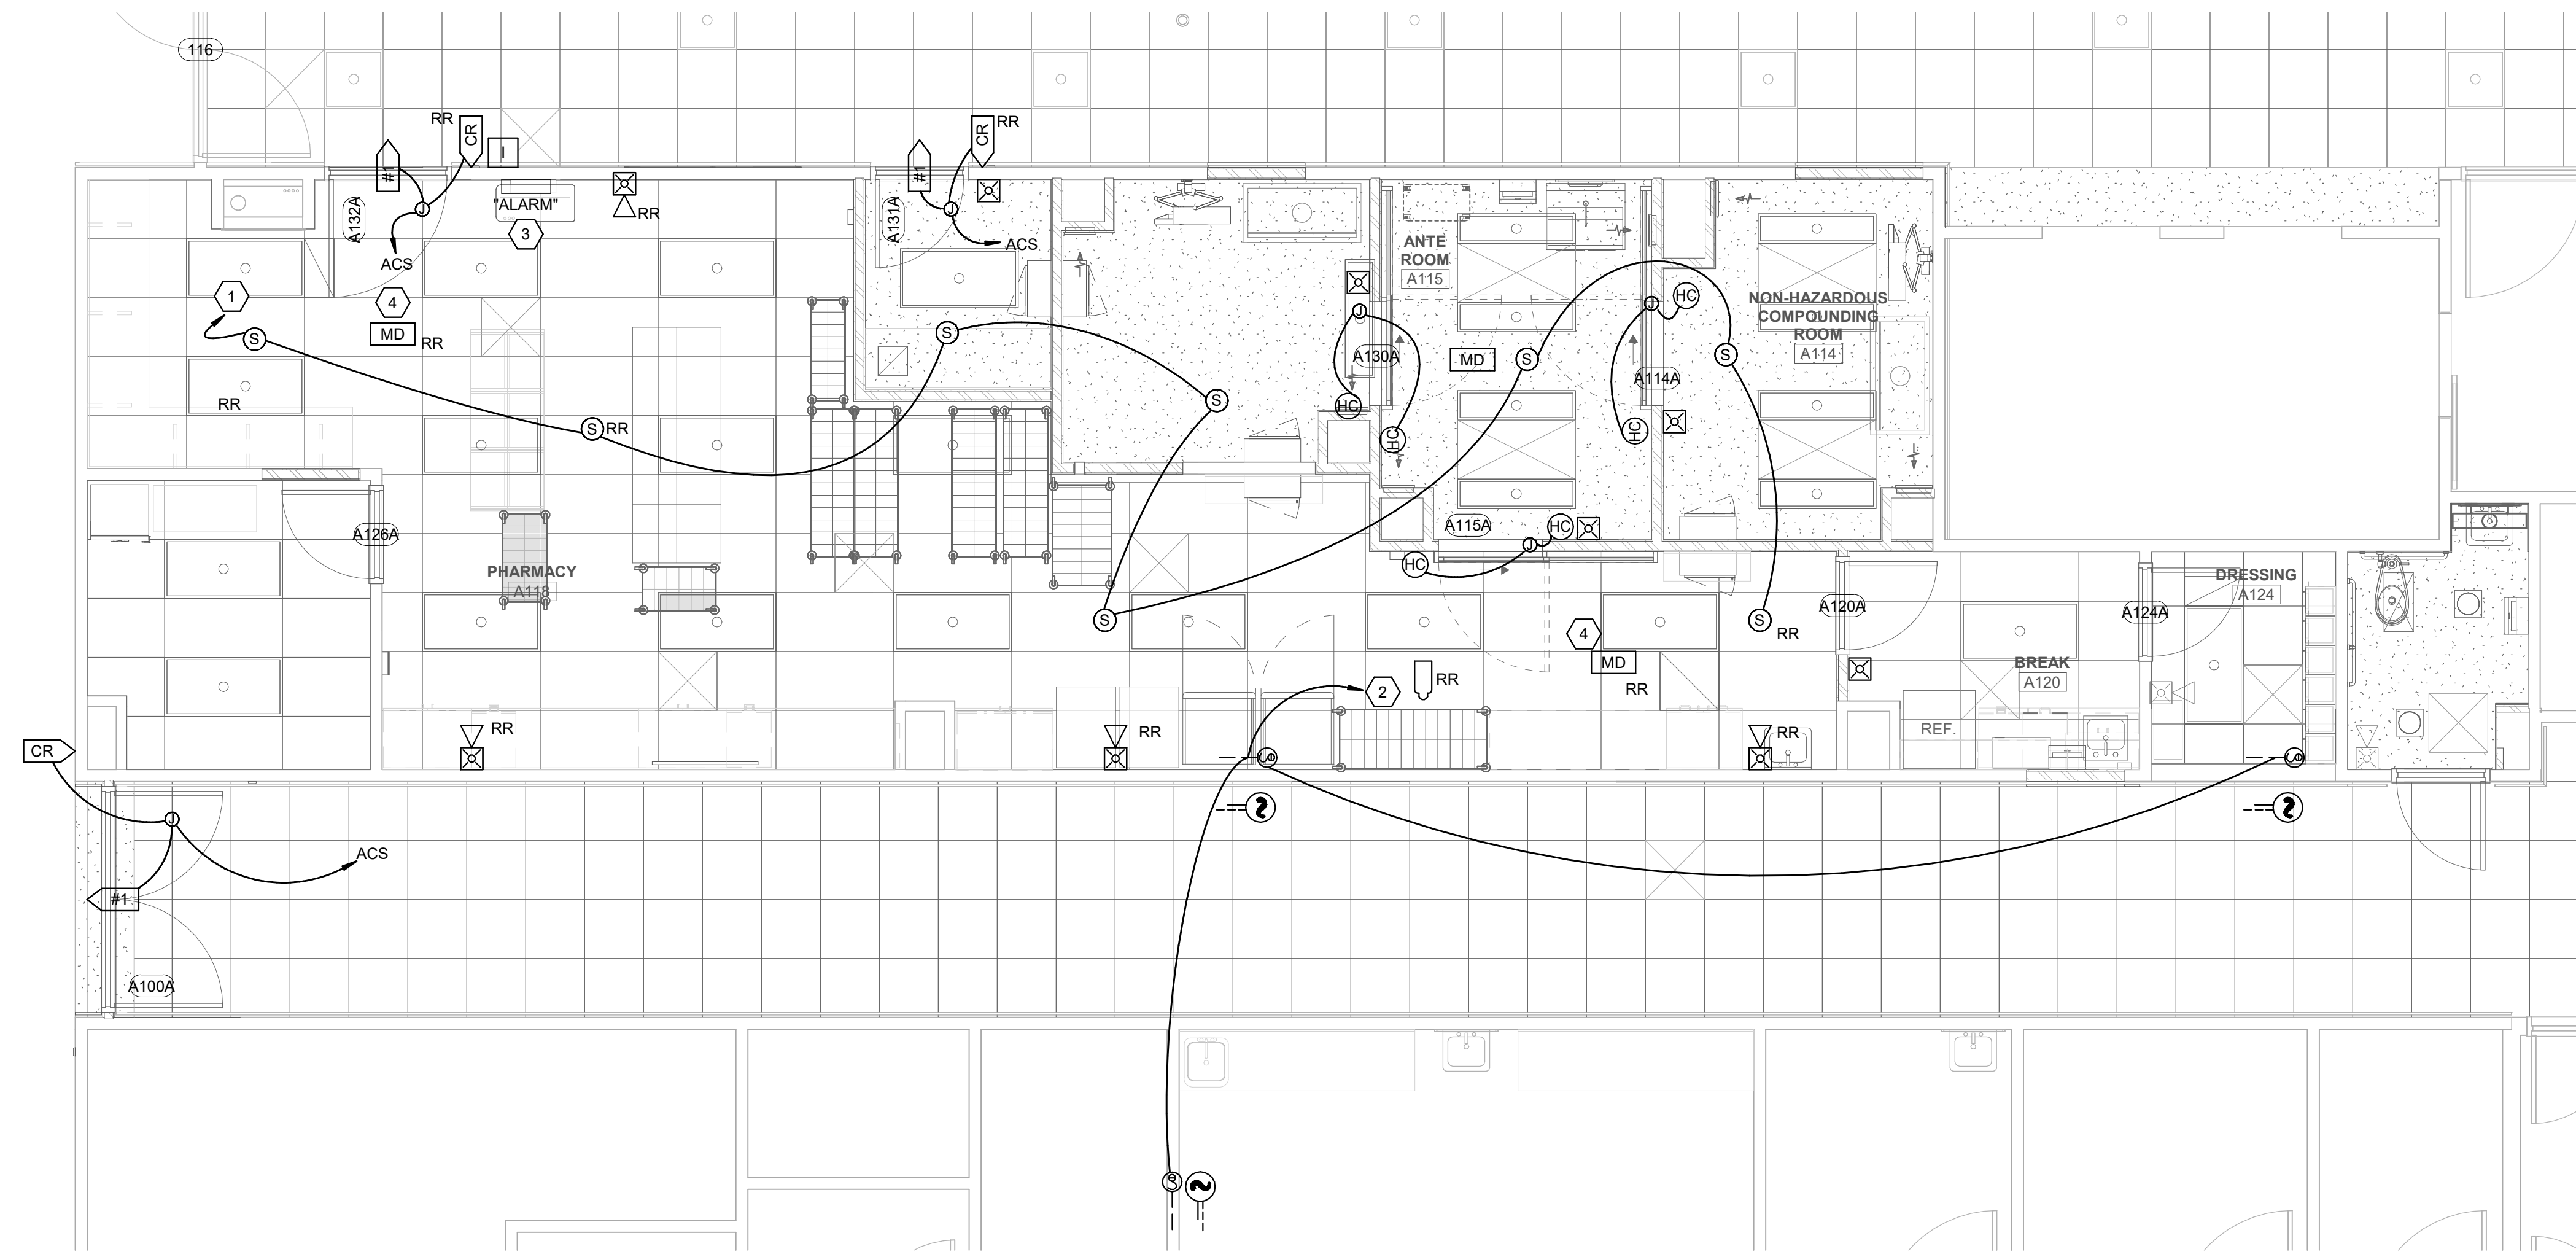 116
RR
CR
I
#1
CR
RR
#1
A132A
J
"ALARM"
RR
3
A131A
J
ACS
ACS
1
4
MD
RR
S
RR
S
RR
S
S
ANTE
ROOM
A115
J
A130A
HC
HC
MD
S
J
HC
A114A
HC
S
NON-HAZARDOUS
COMPOUNDING
ROOM
A114
A126A
PHARMACY
A118
A115A
HC
J
HC
S
4
MD
RR
S
RR
A120A
A124A
DRESSING
A124
BREAK
A120
REF.
2
RR
RR
RR
RR
CR
S
S
J
ACS
#1
A100A
S